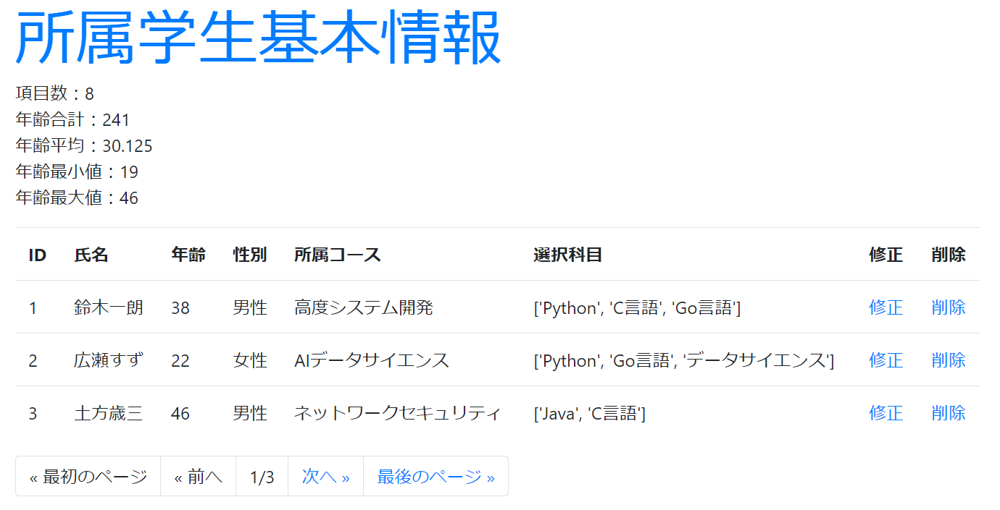 所属学生基本情報
項目数：8
年齢合計：241
年齢平均：30.125
年齢最小値：19
年齢最大値：46
ID 氏名 年齢 性別 所属コース 選択科目 修正 削除
1 鈴木一朗 38 男性 高度システム開発 ['Python', 'C言語', 'Go言語'] 修正 削除
2 広瀬すず 22 女性 AIデータサイエンス ['Python', 'Go言語', 'データサイエンス'] 修正 削除
3 土方歳三 46 男性 ネットワークセキュリティ ['Java', 'C言語'] 修正 削除
« 最初のページ « 前へ 1/3 次へ » 最後のページ »